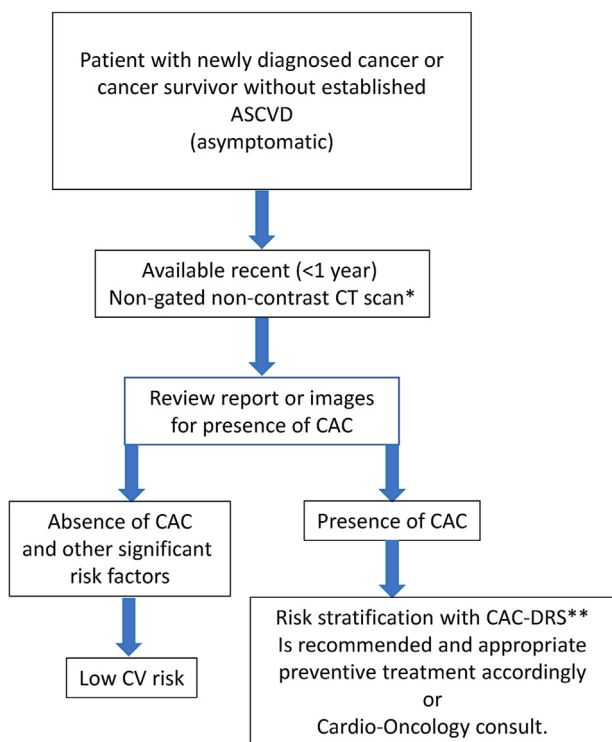 Patient with newly diagnosed cancer or
cancer survivor without established
ASCVD
(asymptomatic)
Available recent (<1 year)
Non-gated non-contrast CT scan*
Review report or images
for presence of CAC
Absence of CAC
and other significant
risk factors
Presence of CAC
Low CV risk
Risk stratification with CAC-DRS**
Is recommended and appropriate
preventive treatment accordingly
or
Cardio-Oncology consult.